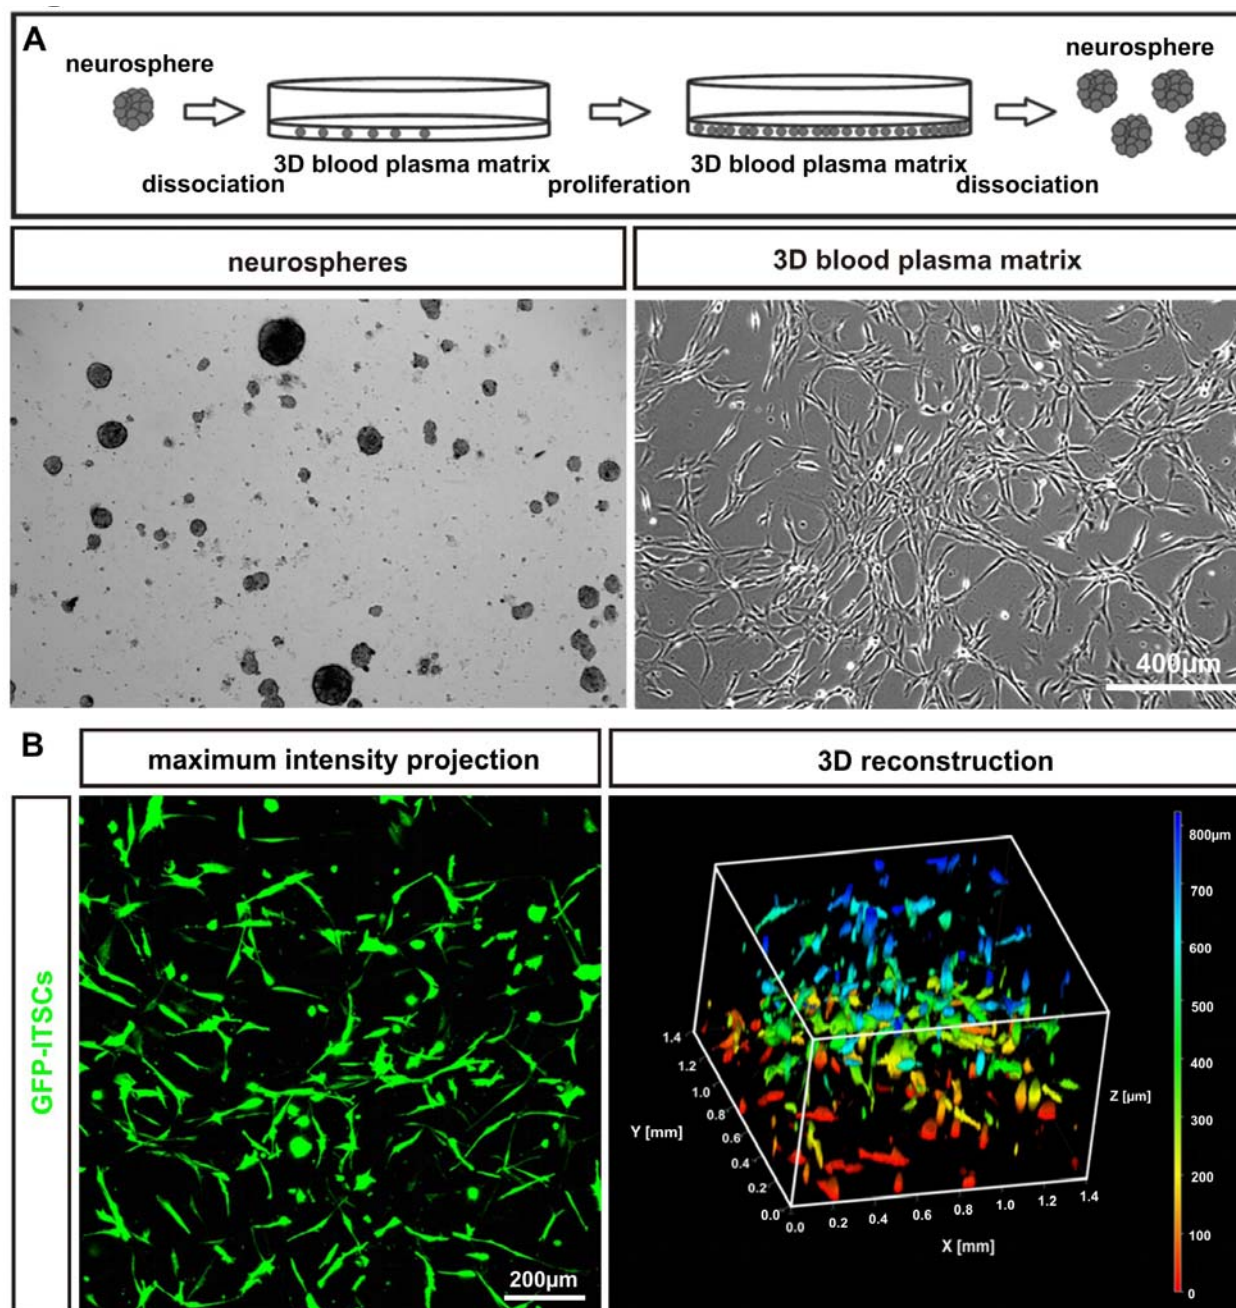 A
neurosphere
neurosphere
3D blood plasma matrix
3D blood plasma matrix
dissociation
proliferation
dissociation
neurospheres
3D blood plasma matrix
400µm
B
maximum intensity projection
3D reconstruction
GFP-ITSCs
200µm
800µm
700
600
500
400
300
200
100
0
Z [µm]
1.4
1.2
1.0
0.8
0.6
0.4
0.2
0.0
Y [mm]
0.0
0.2
0.4
0.6
0.8
1.0
1.2
1.4
X [mm]